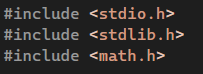 #include <stdio.h>
#include <stdlib.h>
#include <math.h>